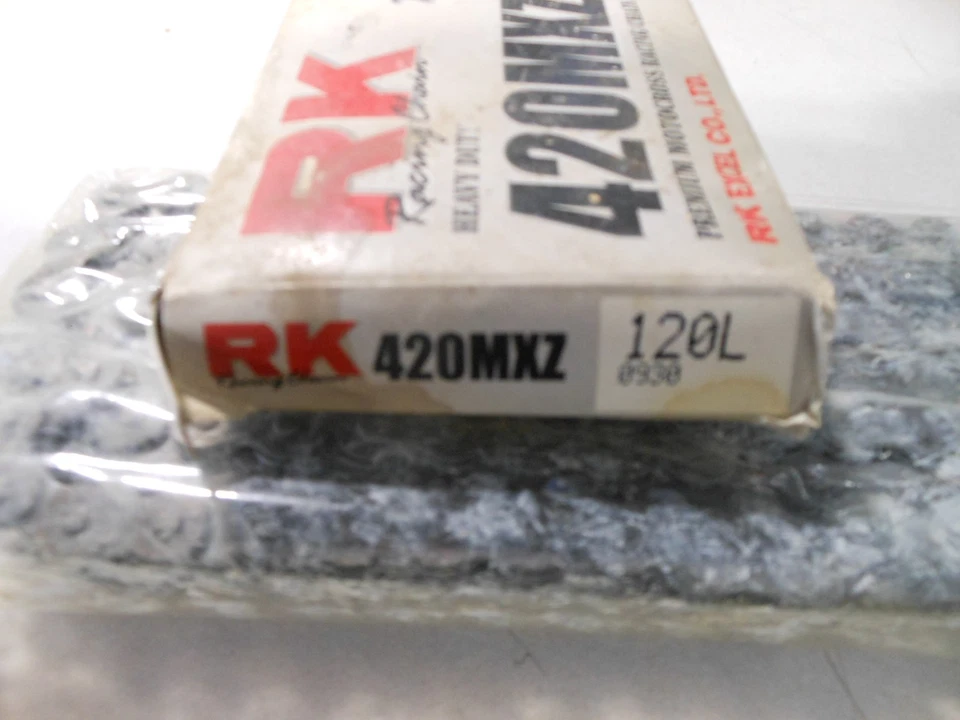 RK
Racing Chain
HEAVY DUTY
420MXZ
PREMIUM MOTOCROSS RACING CHAIN
RK EXCEL CO., LTD.
RK
Racing Chain
420MXZ
120L
0930